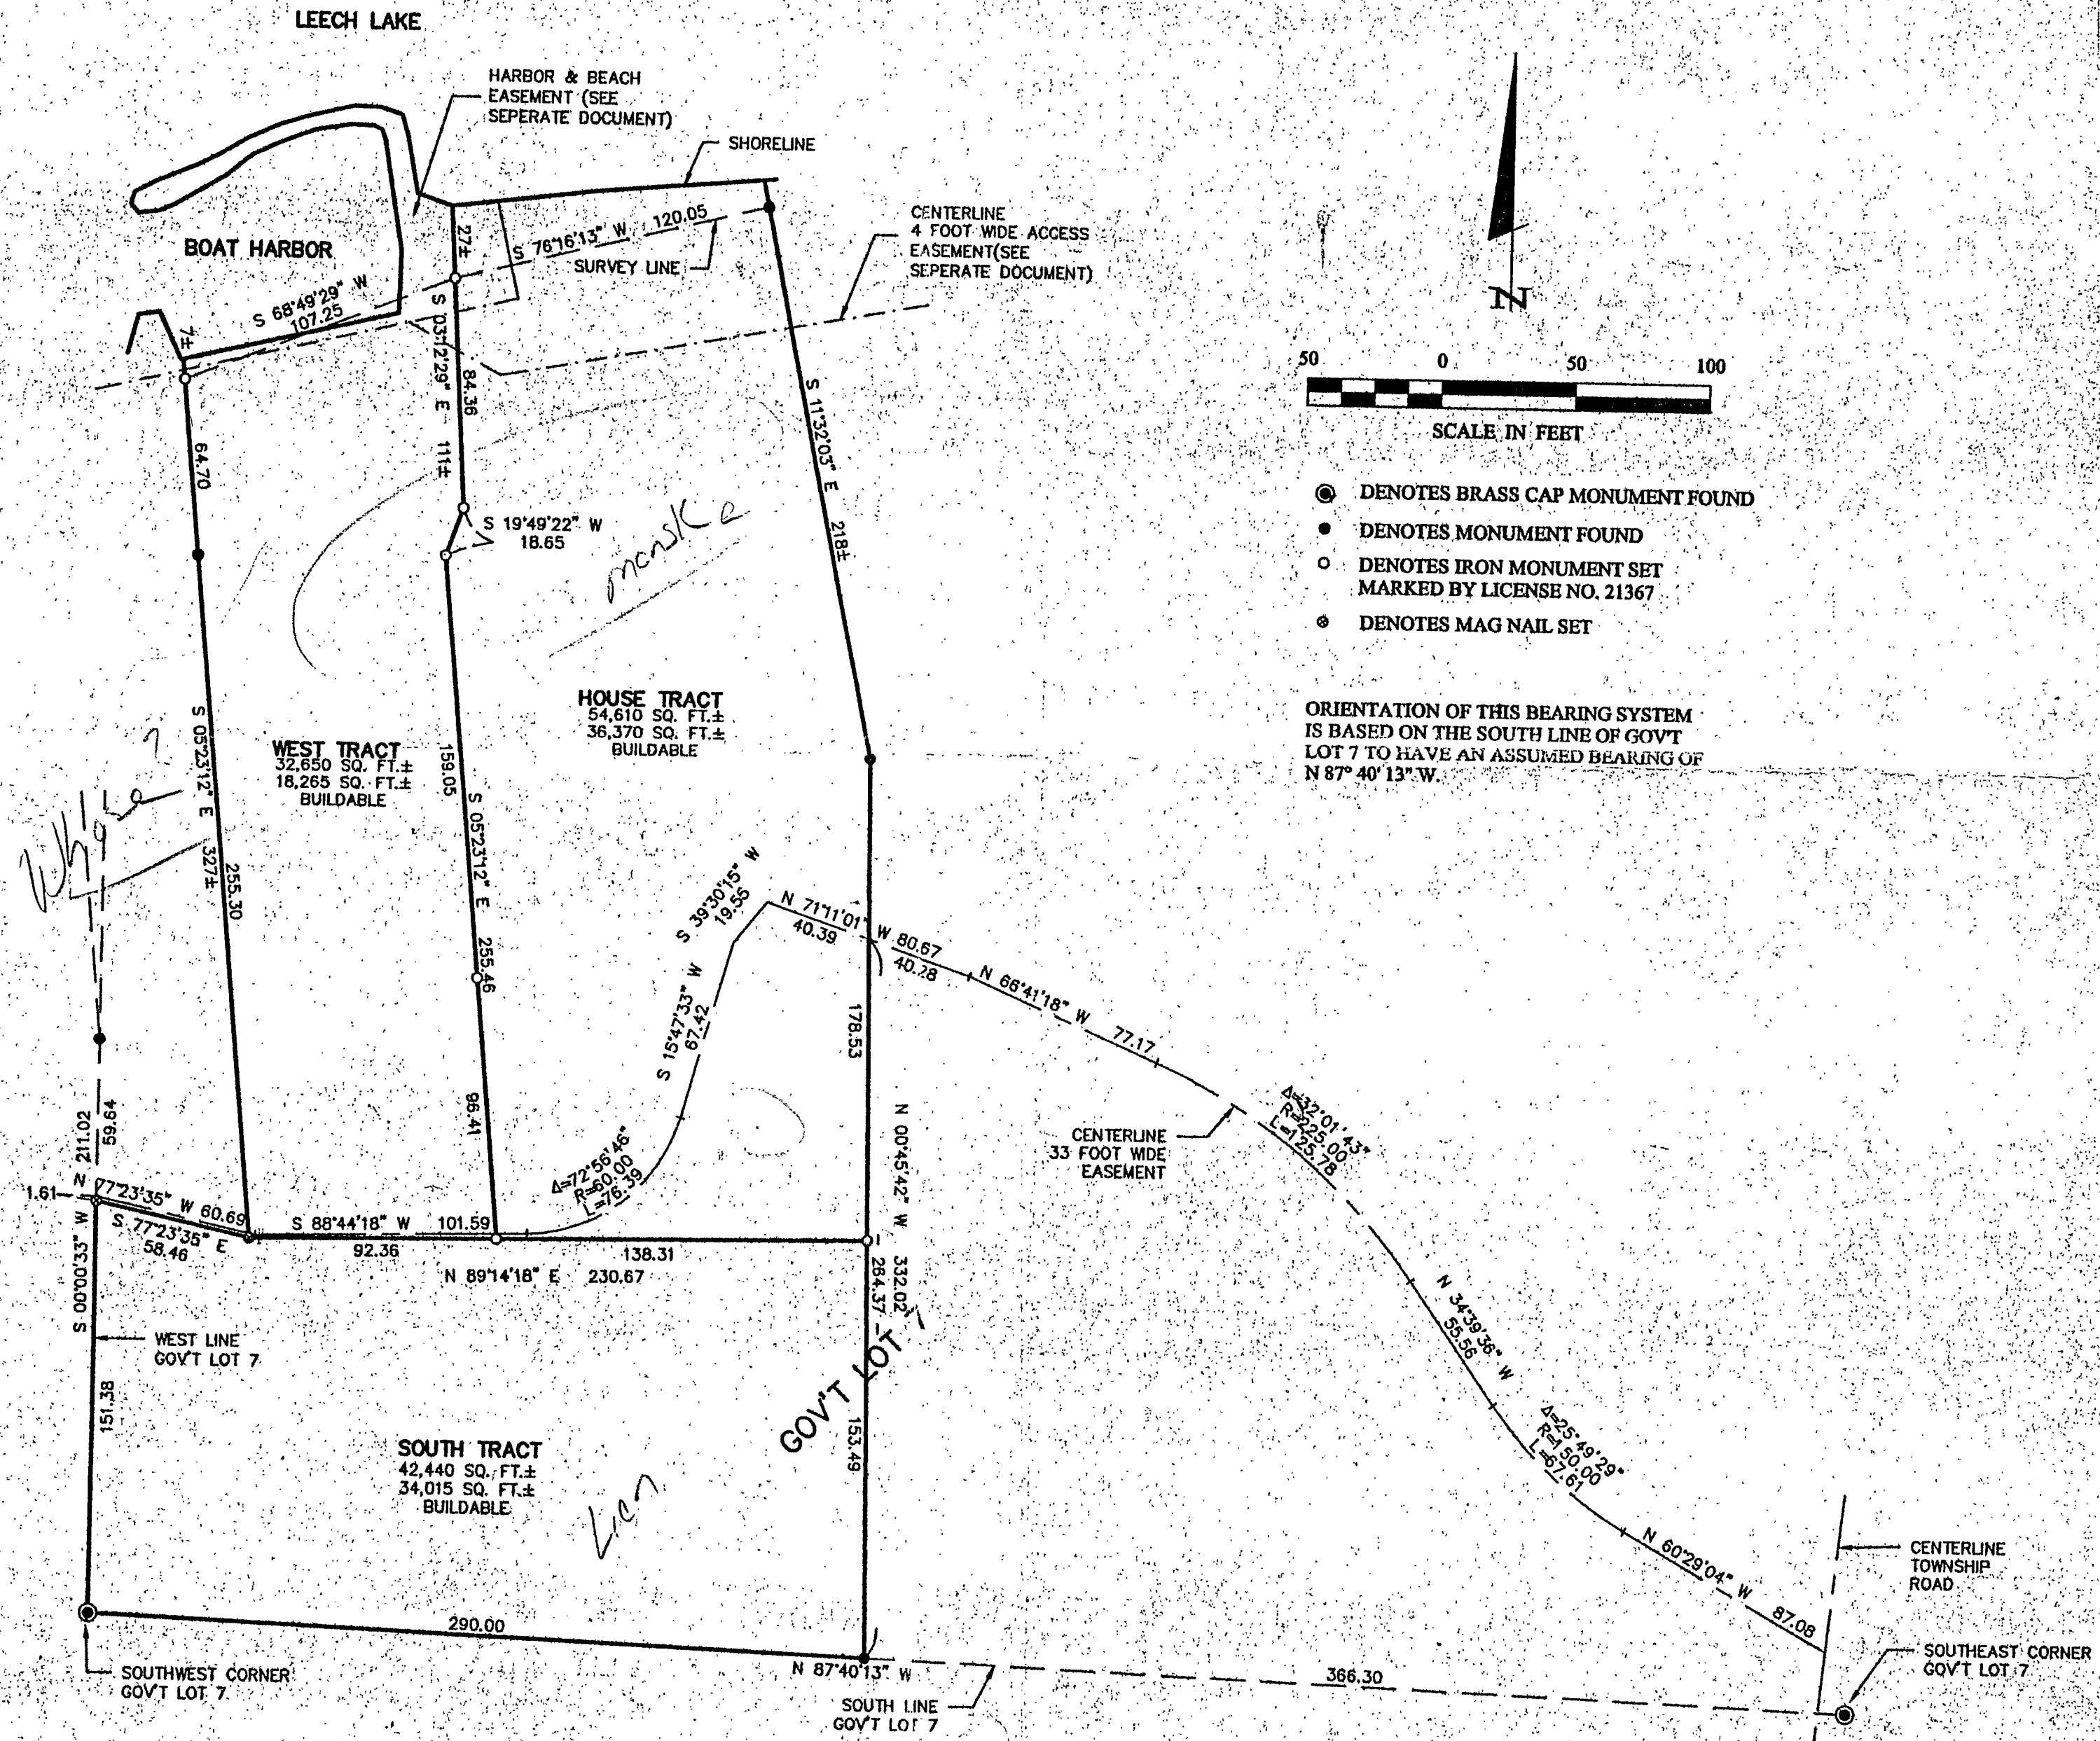 LEECH LAKE
HARBOR & BEACH
EASEMENT (SEE
SEPERATE DOCUMENT)
SHORELINE
BOAT HARBOR
S 68°49'29" W
107.25
7±
27±
S 76°16'13" W 120.05
SURVEY LINE
CENTERLINE
4 FOOT WIDE ACCESS
EASEMENT(SEE
SEPERATE DOCUMENT)
N
50 0 50 100
SCALE IN FEET
DENOTES BRASS CAP MONUMENT FOUND
DENOTES MONUMENT FOUND
DENOTES IRON MONUMENT SET
MARKED BY LICENSE NO. 21367
DENOTES MAG NAIL SET
ORIENTATION OF THIS BEARING SYSTEM
IS BASED ON THE SOUTH LINE OF GOVT
LOT 7 TO HAVE AN ASSUMED BEARING OF
N 87° 40' 13" W.
S 03°12'29" E 111±
84.36
64.70
S 19°49'22" W
18.65
manske
S 11°32'03" E 218±
HOUSE TRACT
54,610 SQ. FT.±
36,370 SQ. FT.±
BUILDABLE
WEST TRACT
32,650 SQ. FT.±
18,265 SQ. FT.±
BUILDABLE
S 05°23'12" E 327±
255.30
159.05
S 05°23'12" E 255.46
96.41
S 39°30'15" W
19.55
N 71°11'01" W 80.67
40.39
40.28
S 15°47'33" W
67.42
N 66°41'18" W 77.17
178.53
Δ=32°01'43"
R=225.00
L=125.78
CENTERLINE
33 FOOT WIDE
EASEMENT
N 00°45'42" W 332.02
284.37
Δ=72°56'46"
R=60.00
L=76.39
211.02
59.64
1.61
N 77°23'35" W 60.69
S 77°23'35" E
58.46
S 88°44'18" W 101.59
92.36
138.31
N 89°14'18" E 230.67
S 00°00'33" W
WEST LINE
GOV'T LOT 7
151.38
GOV'T LOT 7
153.49
N 34°39'36" W
55.56
SOUTH TRACT
42,440 SQ. FT.±
34,015 SQ. FT.±
BUILDABLE
Δ=25°49'29"
R=150.00
L=67.61
N 60°29'04" W 87.08
CENTERLINE
TOWNSHIP
ROAD
290.00
SOUTHWEST CORNER
GOV'T LOT 7
N 87°40'13" W
366.30
SOUTH LINE
GOV'T LOT 7
SOUTHEAST CORNER
GOV'T LOT 7